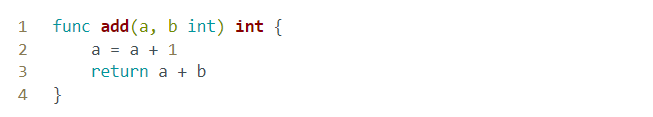 1 func add(a, b int) int {
2     a = a + 1
3     return a + b
4 }